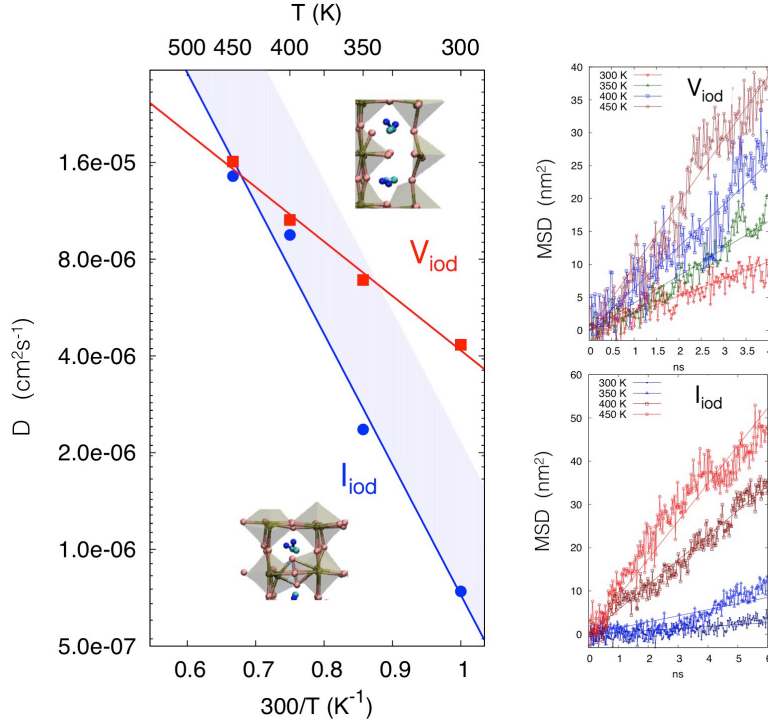 T (K)
500 450 400 350 300
1.6e-05
8.0e-06
4.0e-06
2.0e-06
1.0e-06
5.0e-07
D (cm²s⁻¹)
V_iod
I_iod
0.6 0.7 0.8 0.9 1
300/T (K⁻¹)
V_iod
300 K
350 K
400 K
450 K
MSD (nm²)
40
35
30
25
20
15
10
5
0
0 0.5 1 1.5 2 2.5 3 3.5 4
ns
I_iod
300 K
350 K
400 K
450 K
MSD (nm²)
60
50
40
30
20
10
0
0 1 2 3 4 5 6
ns